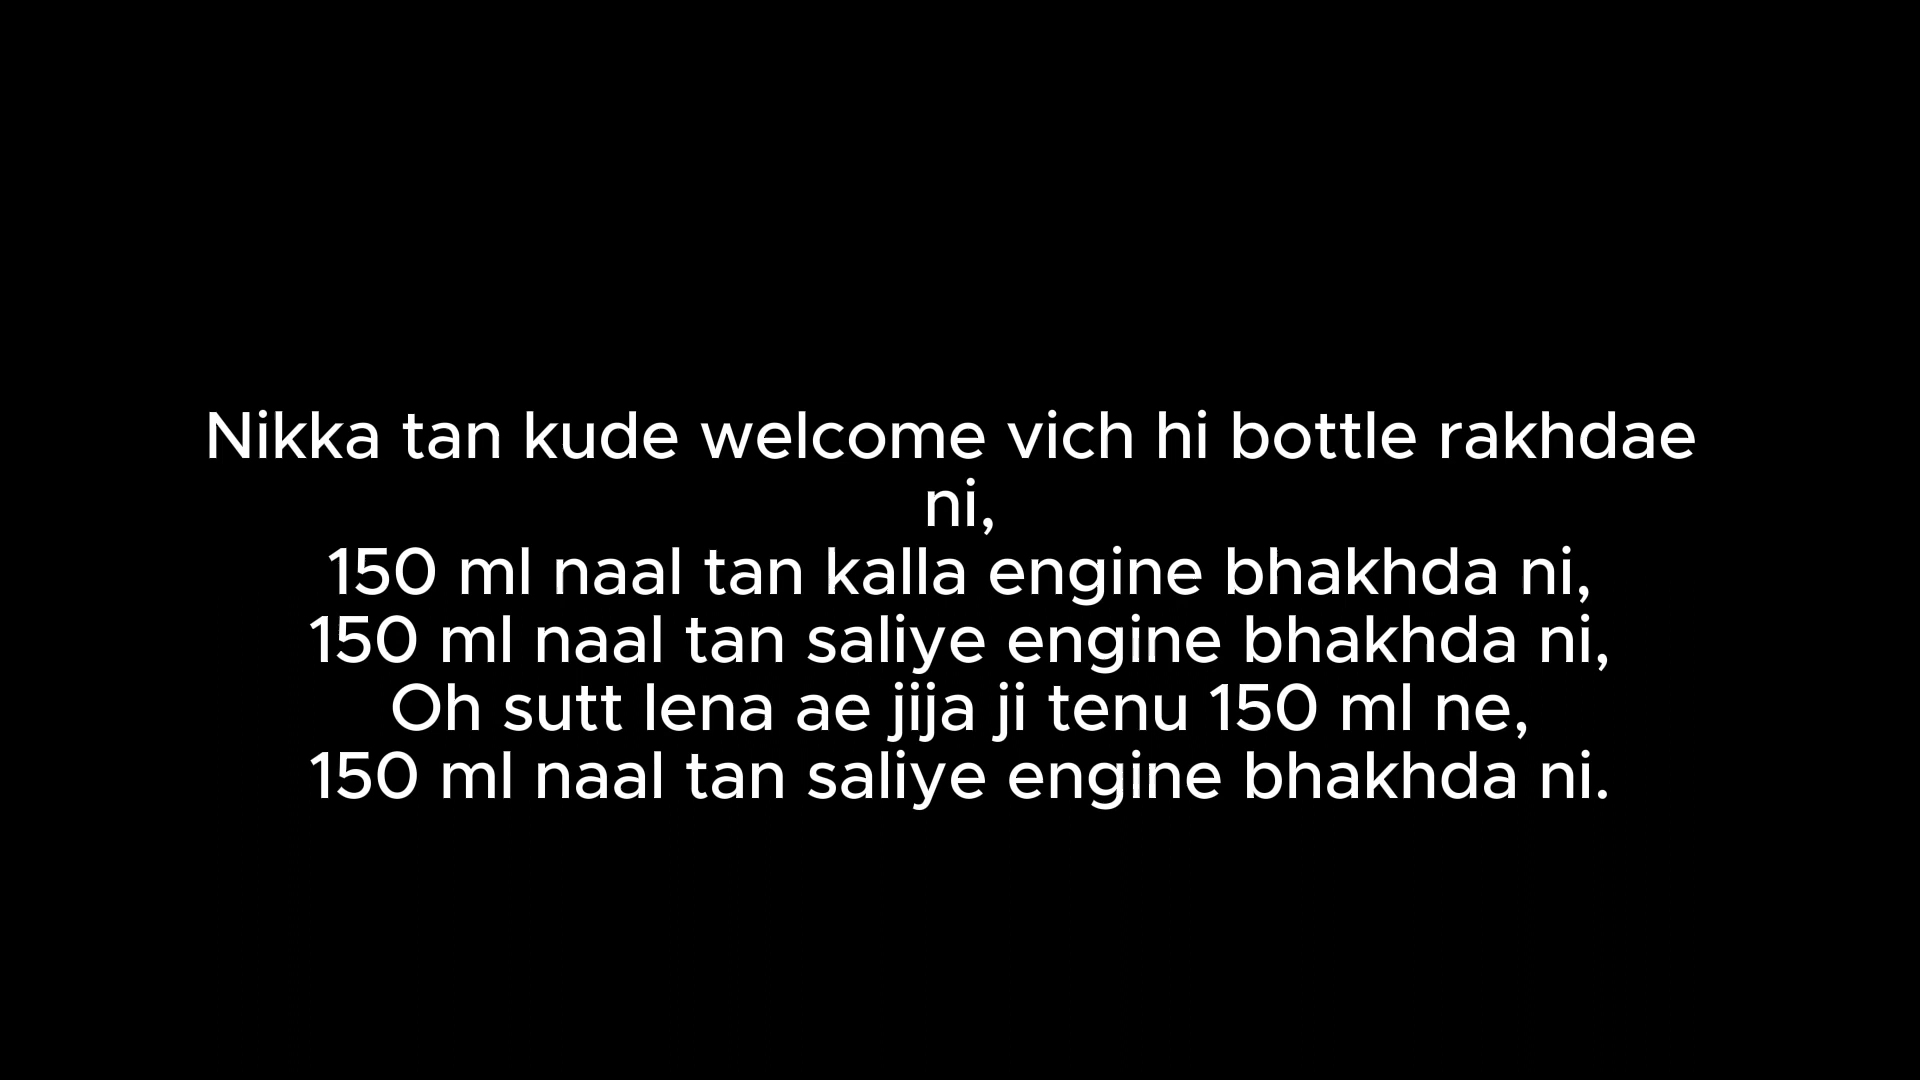 Nikka tan kude welcome vich hi bottle rakhdae
ni,
150 ml naal tan kalla engine bhakhda ni,
150 ml naal tan saliye engine bhakhda ni,
Oh sutt lena ae jija ji tenu 150 ml ne,
150 ml naal tan saliye engine bhakhda ni.